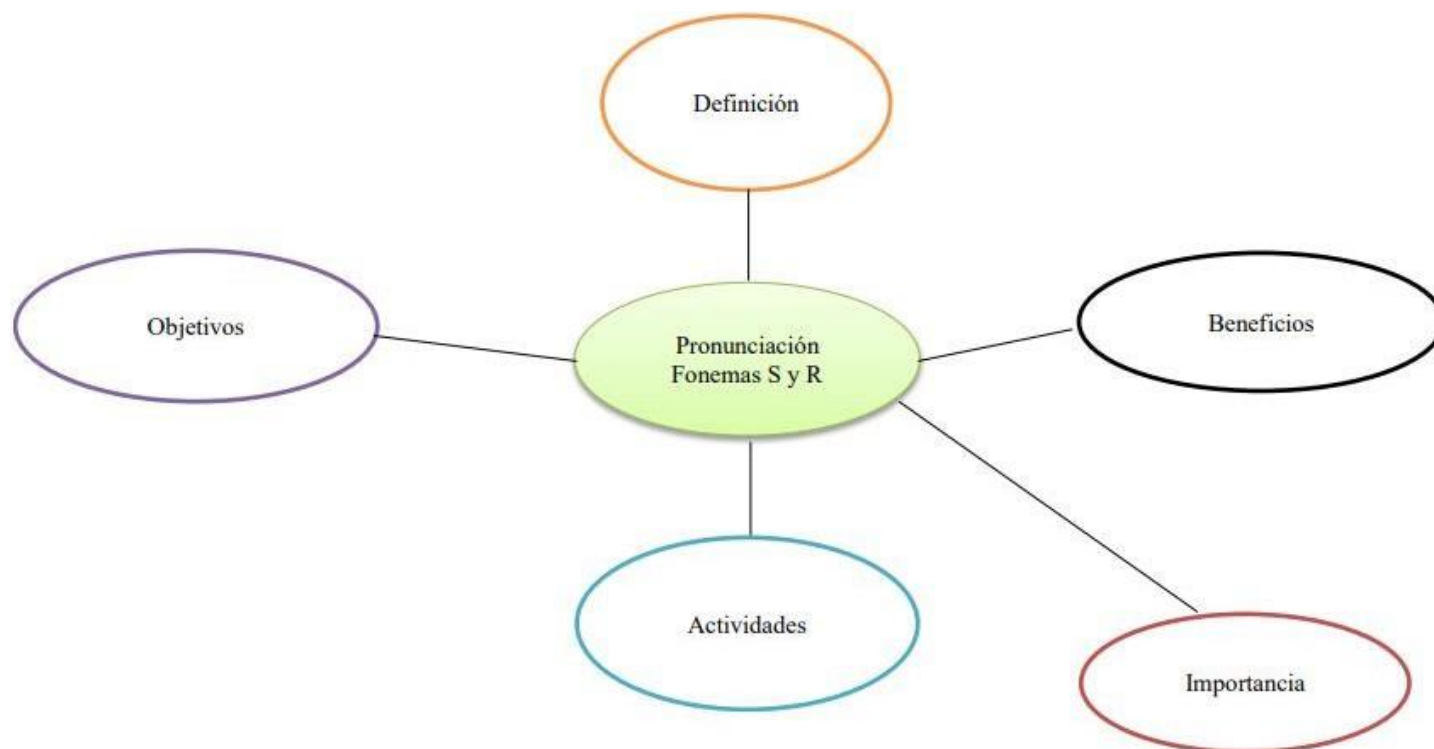 Definición
Objetivos
Beneficios
Pronunciación
Fonemas S y R
Actividades
Importancia